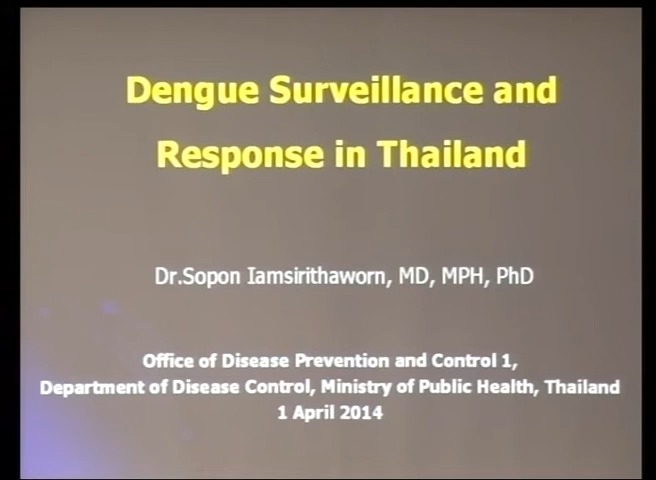 Dengue Surveillance and
Response in Thailand
Dr.Sopon Iamsirithaworn, MD, MPH, PhD
Office of Disease Prevention and Control 1,
Department of Disease Control, Ministry of Public Health, Thailand
1 April 2014